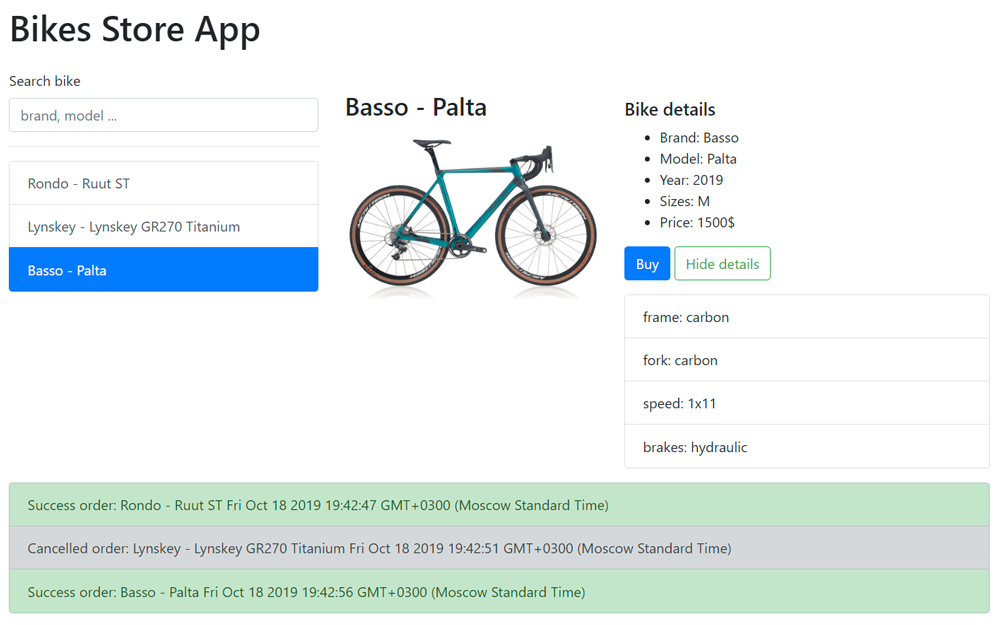 Bikes Store App
Search bike
brand, model ...
Rondo - Ruut ST
Lynskey - Lynskey GR270 Titanium
Basso - Palta
Basso - Palta
Bike details
Brand: Basso
Model: Palta
Year: 2019
Sizes: M
Price: 1500$
Buy
Hide details
frame: carbon
fork: carbon
speed: 1x11
brakes: hydraulic
Success order: Rondo - Ruut ST Fri Oct 18 2019 19:42:47 GMT+0300 (Moscow Standard Time)
Cancelled order: Lynskey - Lynskey GR270 Titanium Fri Oct 18 2019 19:42:51 GMT+0300 (Moscow Standard Time)
Success order: Basso - Palta Fri Oct 18 2019 19:42:56 GMT+0300 (Moscow Standard Time)